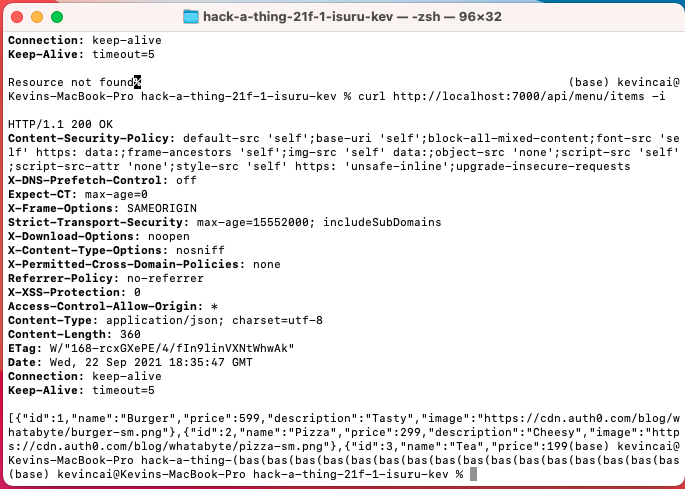 hack-a-thing-21f-1-isuru-kev — -zsh — 96×32
Connection: keep-alive
Keep-Alive: timeout=5
Resource not found% (base) kevincai@
Kevins-MacBook-Pro hack-a-thing-21f-1-isuru-kev % curl http://localhost:7000/api/menu/items -i
HTTP/1.1 200 OK
Content-Security-Policy: default-src 'self';base-uri 'self';block-all-mixed-content;font-src 'se
lf' https: data:;frame-ancestors 'self';img-src 'self' data:;object-src 'none';script-src 'self'
;script-src-attr 'none';style-src 'self' https: 'unsafe-inline';upgrade-insecure-requests
X-DNS-Prefetch-Control: off
Expect-CT: max-age=0
X-Frame-Options: SAMEORIGIN
Strict-Transport-Security: max-age=15552000; includeSubDomains
X-Download-Options: noopen
X-Content-Type-Options: nosniff
X-Permitted-Cross-Domain-Policies: none
Referrer-Policy: no-referrer
X-XSS-Protection: 0
Access-Control-Allow-Origin: *
Content-Type: application/json; charset=utf-8
Content-Length: 360
ETag: W/"168-rcxGXePE/4/fIn9linVXNtWhwAk"
Date: Wed, 22 Sep 2021 18:35:47 GMT
Connection: keep-alive
Keep-Alive: timeout=5
[{"id":1,"name":"Burger","price":599,"description":"Tasty","image":"https://cdn.auth0.com/blog/w
hatabyte/burger-sm.png"},{"id":2,"name":"Pizza","price":299,"description":"Cheesy","image":"http
s://cdn.auth0.com/blog/whatabyte/pizza-sm.png"},{"id":3,"name":"Tea","price":199(base) kevincai@
Kevins-MacBook-Pro hack-a-thing-(bas(bas(bas(bas(bas(bas(bas(bas(bas(bas(bas(bas(bas(bas(bas(bas
(base) kevincai@Kevins-MacBook-Pro hack-a-thing-21f-1-isuru-kev %